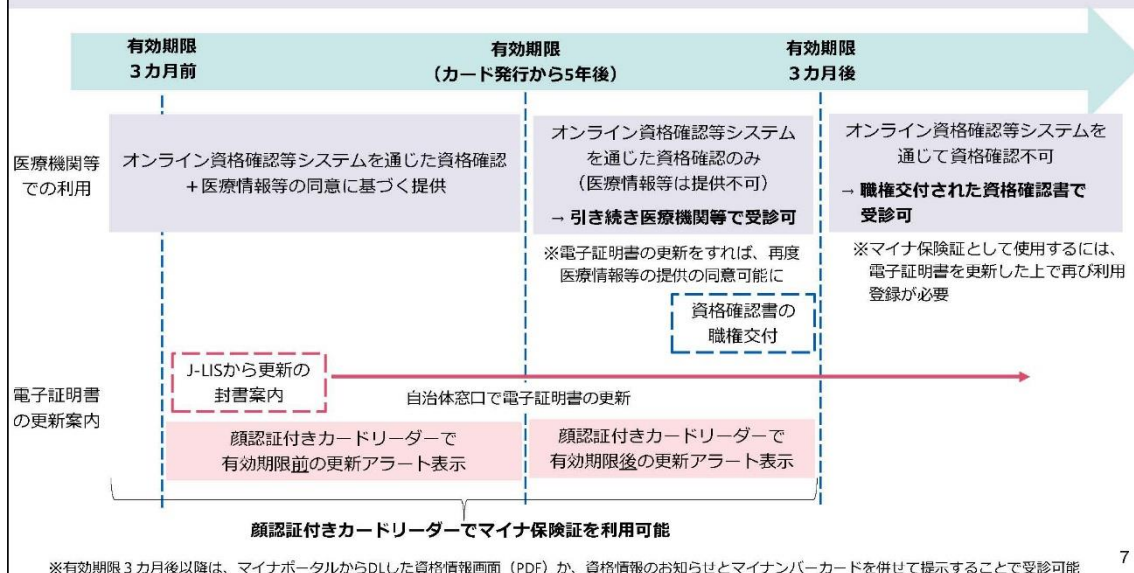 有効期限
３カ月前
有効期限
（カード発行から5年後）
有効期限
３カ月後
医療機関等
での利用
オンライン資格確認等システムを通じた資格確認
＋医療情報等の同意に基づく提供
オンライン資格確認等システム
を通じた資格確認のみ
（医療情報等は提供不可）
→ 引き続き医療機関等で受診可
※電子証明書の更新をすれば、再度
医療情報等の提供の同意可能に
オンライン資格確認等システムを
通じて資格確認不可
→ 職権交付された資格確認書で
受診可
※マイナ保険証として使用するには、
電子証明書を更新した上で再び利用
登録が必要
資格確認書の
職権交付
電子証明書
の更新案内
J-LISから更新の
封書案内
自治体窓口で電子証明書の更新
顔認証付きカードリーダーで
有効期限前の更新アラート表示
顔認証付きカードリーダーで
有効期限後の更新アラート表示
顔認証付きカードリーダーでマイナ保険証を利用可能
※有効期限３カ月後以降は、マイナポータルからDLした資格情報画面（PDF）か、資格情報のお知らせとマイナンバーカードを併せて提示することで受診可能
7